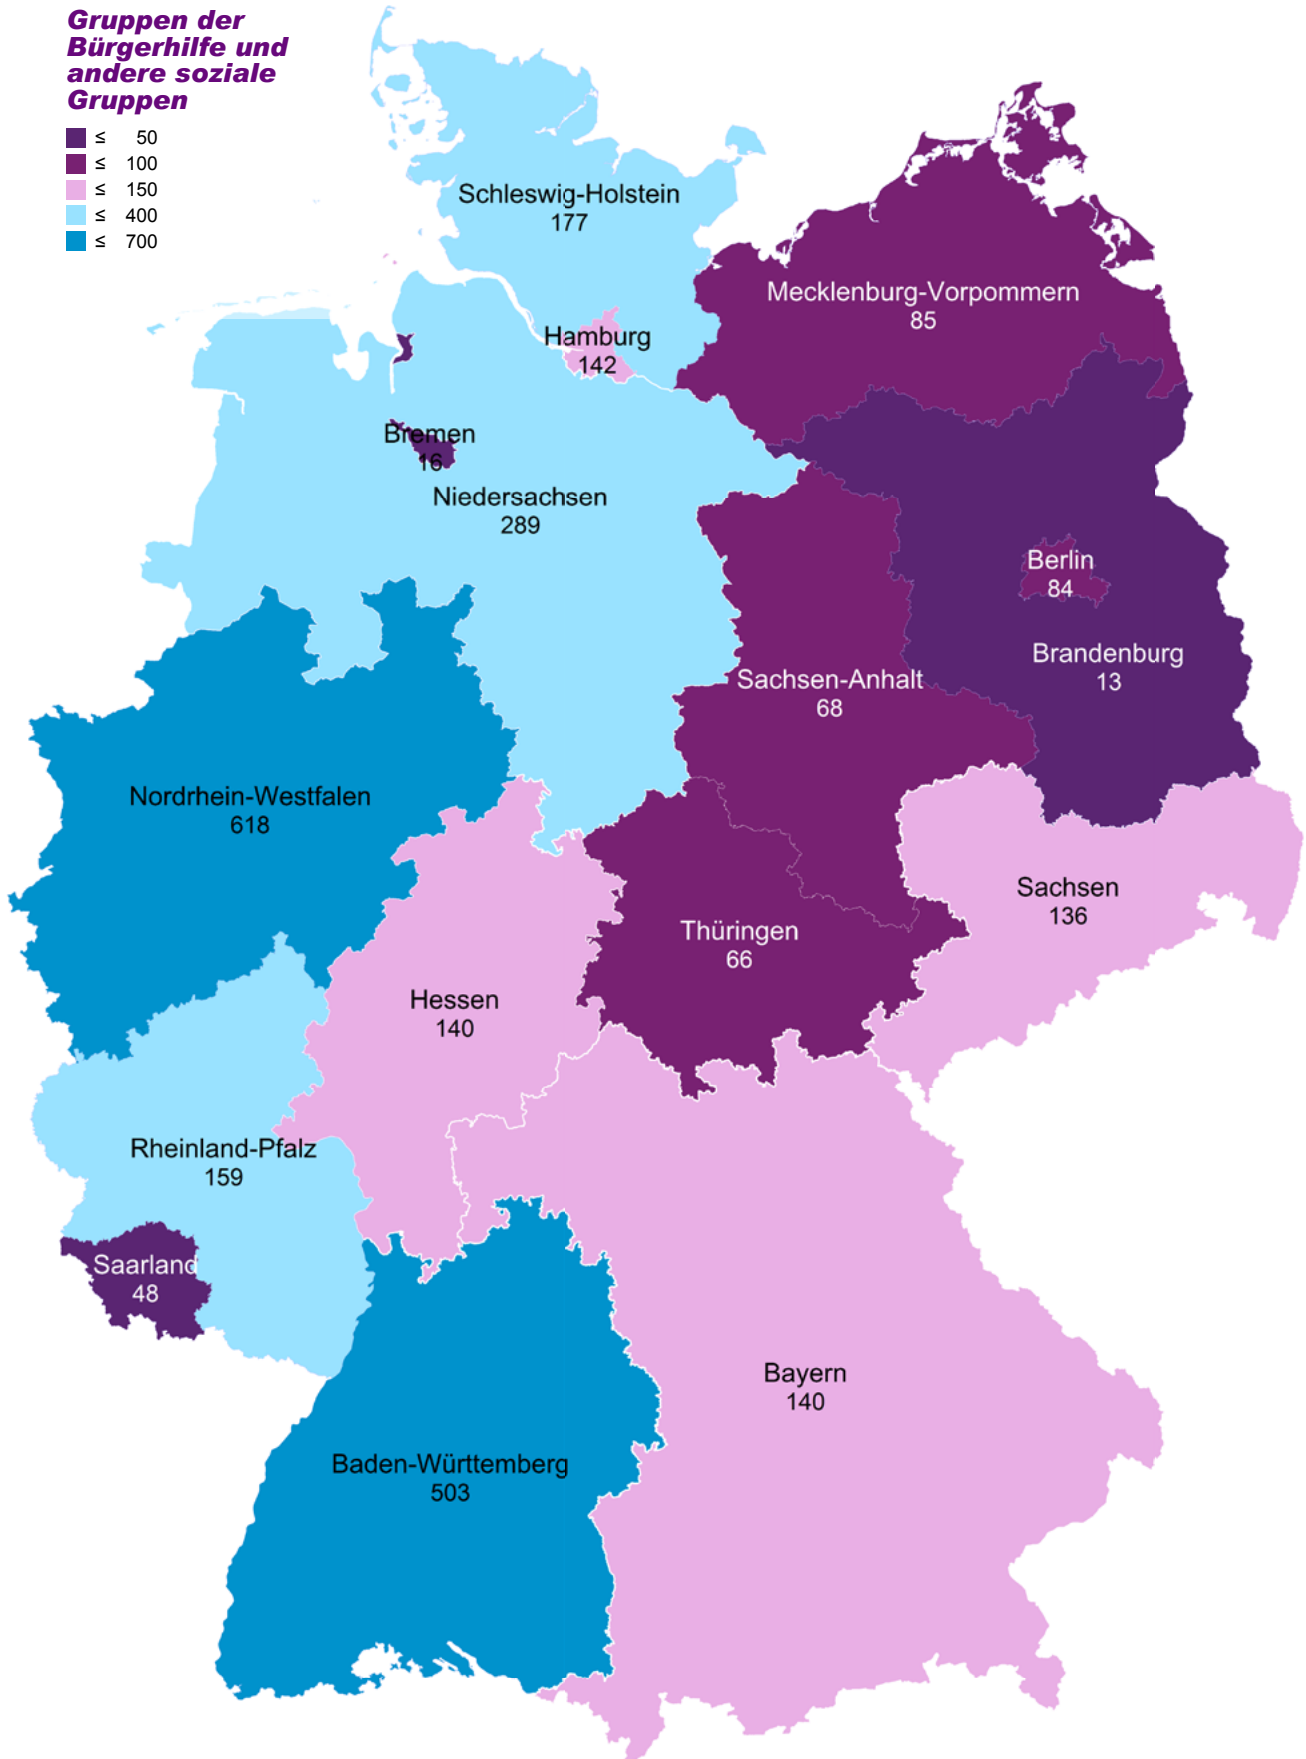 Gruppen der
Bürgerhilfe und
andere soziale
Gruppen
≤ 50
≤ 100
≤ 150
≤ 400
≤ 700
Schleswig-Holstein
177
Mecklenburg-Vorpommern
85
Hamburg
142
Bremen
16
Niedersachsen
289
Berlin
84
Brandenburg
13
Sachsen-Anhalt
68
Nordrhein-Westfalen
618
Sachsen
136
Thüringen
66
Hessen
140
Rheinland-Pfalz
159
Saarland
48
Bayern
140
Baden-Württemberg
503